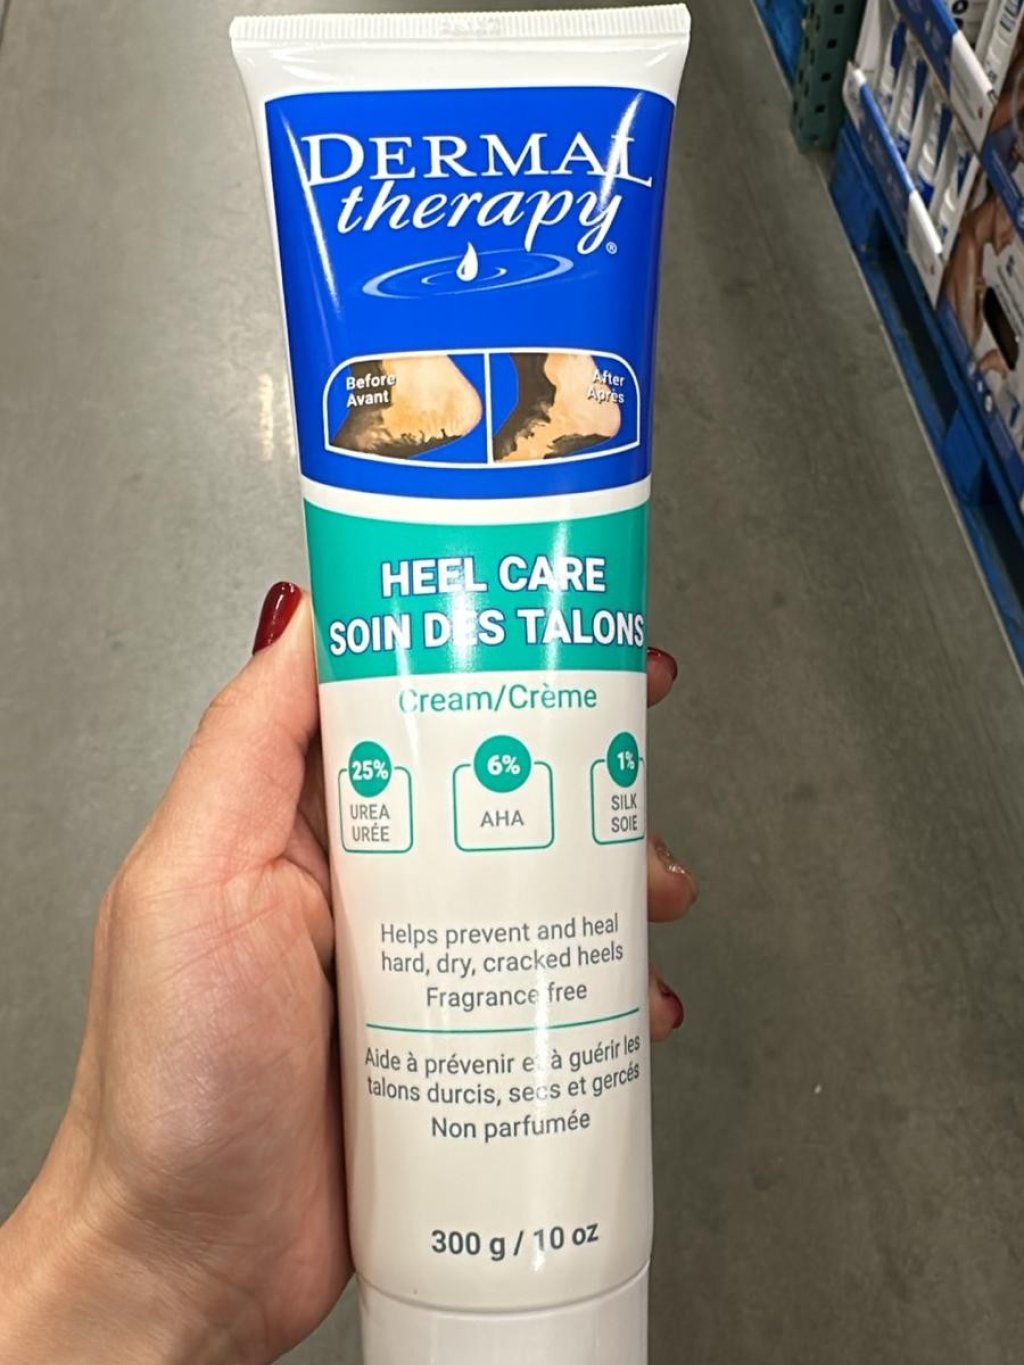 DERMAL
therapy®
Before
Avant
After
Après
HEEL CARE
SOIN DES TALONS
Cream/Crème
25%
UREA
URÉE
6%
AHA
1%
SILK
SOIE
Helps prevent and heal
hard, dry, cracked heels
Fragrance free
Aide à prévenir et à guérir les
talons durcis, secs et gercés
Non parfumée
300 g / 10 oz